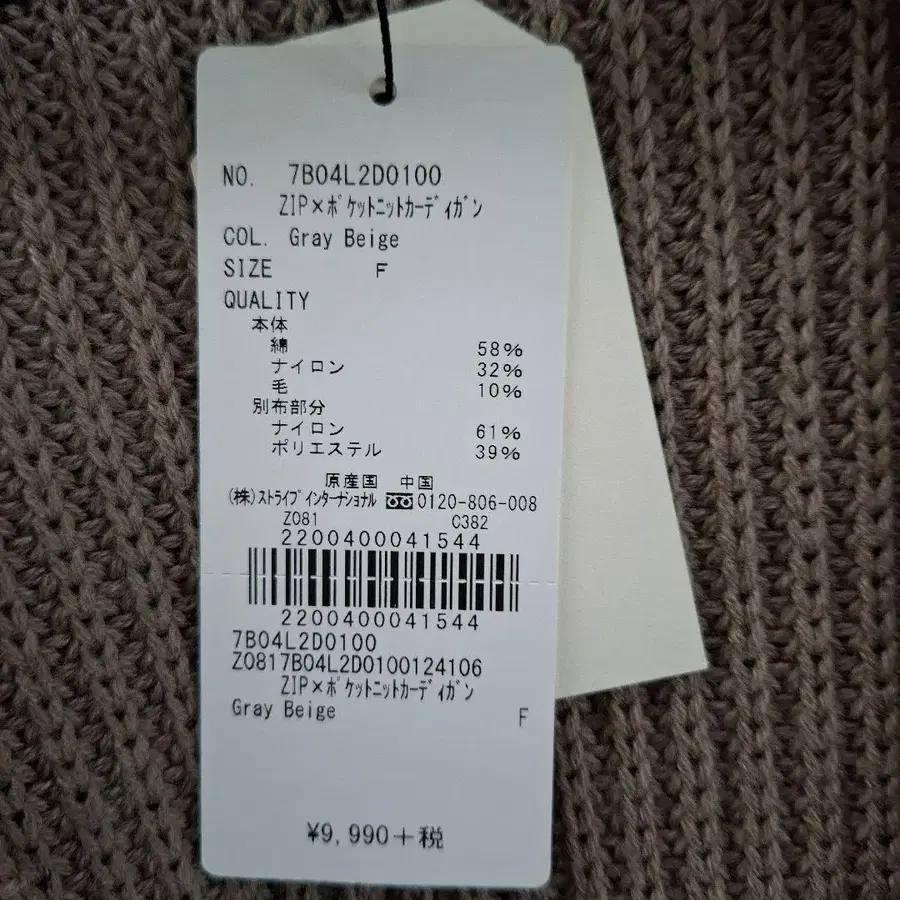 NO. 7B04L2D0100
ZIP×ﾎﾟｹｯﾄﾆｯﾄｶｰﾃﾞｨｶﾞﾝ
COL. Gray Beige
SIZE F
QUALITY
本体
綿 58%
ナイロン 32%
毛 10%
別布部分
ナイロン 61%
ポリエステル 39%
原産国 中国
(株)ｽﾄﾗｲﾌﾟｲﾝﾀｰﾅｼｮﾅﾙ 0120-806-008
Z081 C382
2200400041544
2200400041544
7B04L2D0100
Z0817B04L2D0100124106
ZIP×ﾎﾟｹｯﾄﾆｯﾄｶｰﾃﾞｨｶﾞﾝ
Gray Beige F
¥9,990+税